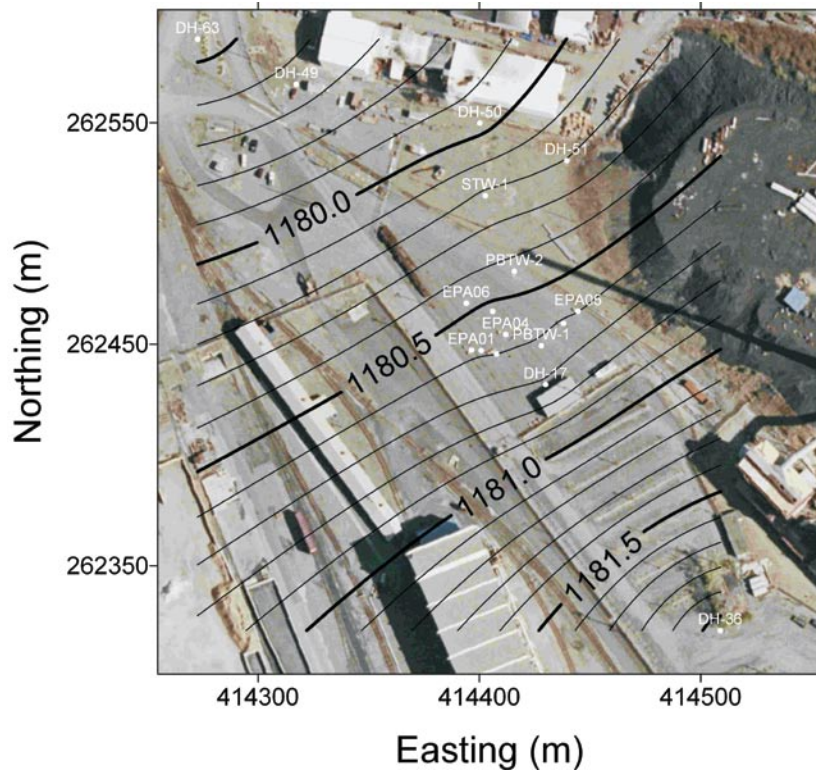 DH-63
DH-49
262550
DH-50
DH-51
STW-1
1180.0
PBTW-2
EPA06
EPA08
EPA04
262450
EPA01
PBTW-1
1180.5
DH-17
Northing (m)
1181.0
262350
1181.5
DH-36
414300
414400
414500
Easting (m)